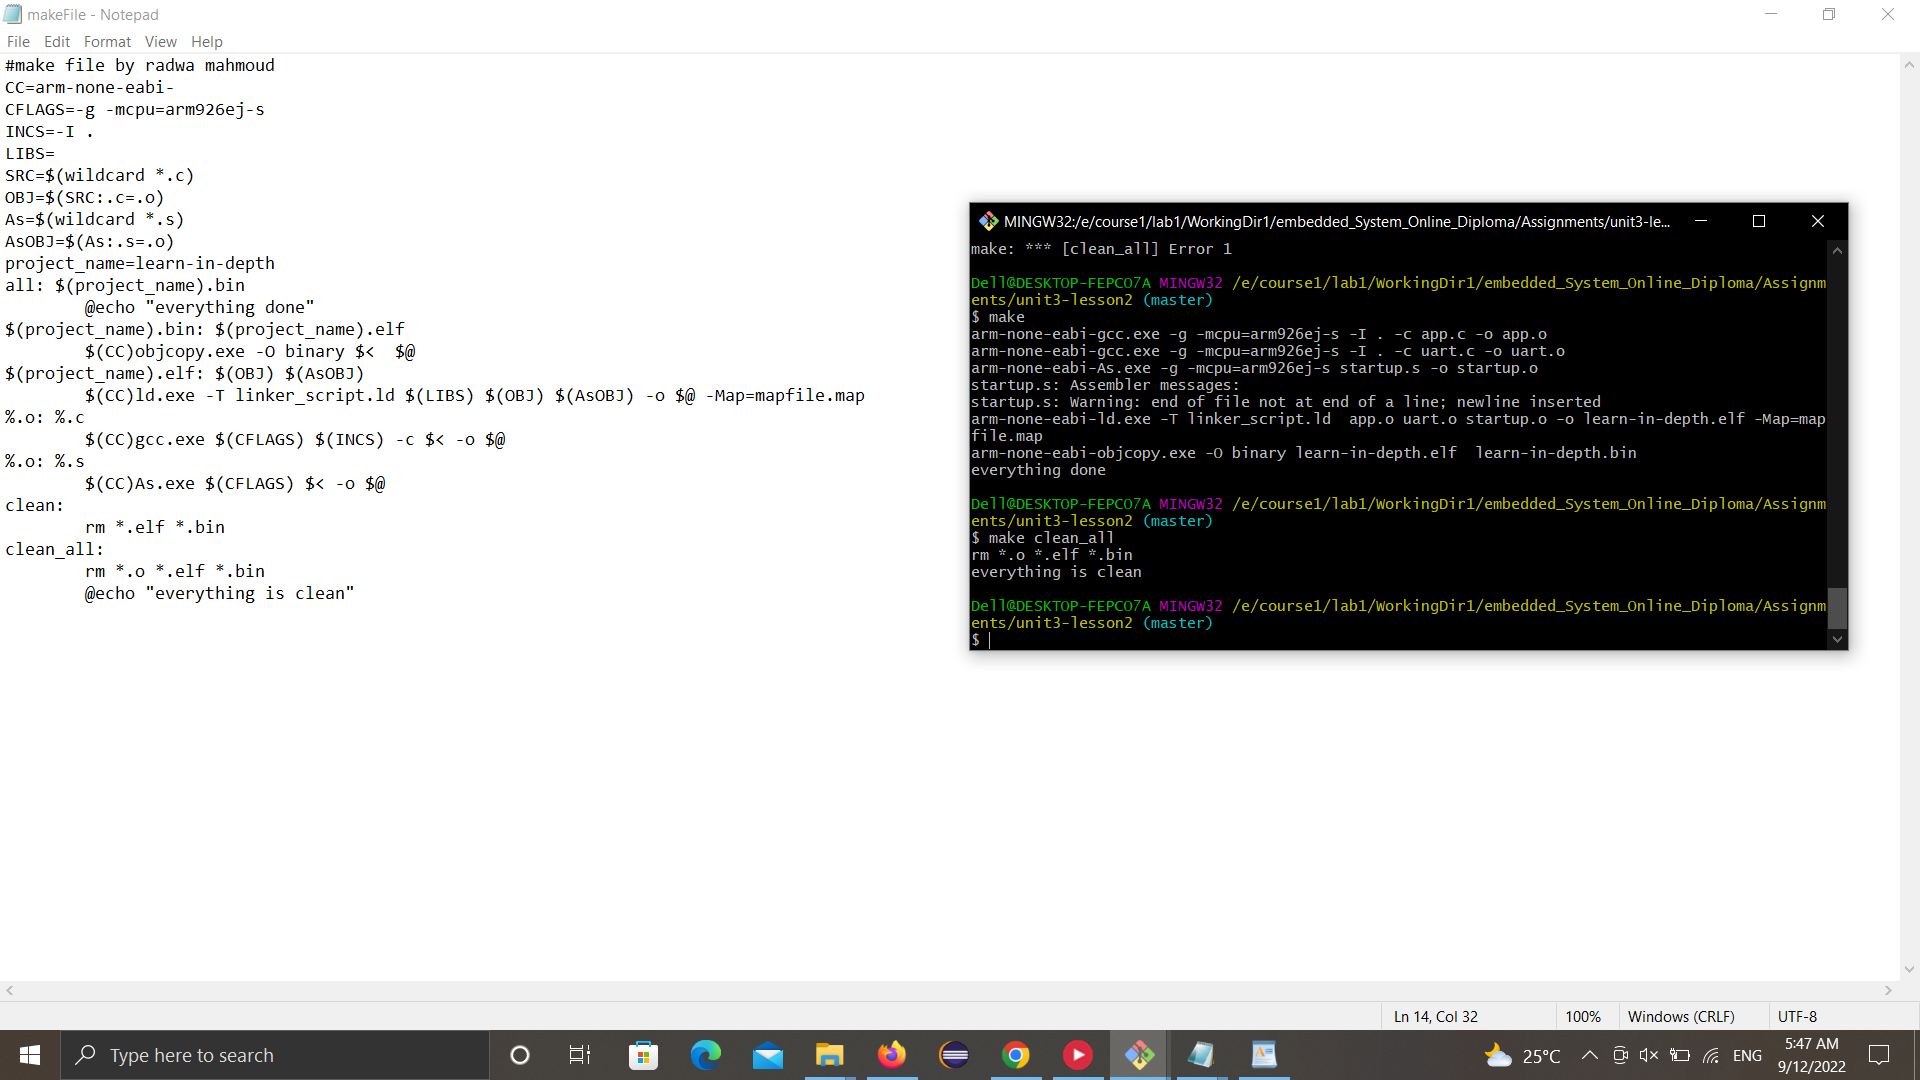 makeFile - Notepad
File Edit Format View Help
#make file by radwa mahmoud
CC=arm-none-eabi-
CFLAGS=-g -mcpu=arm926ej-s
INCS=-I .
LIBS=
SRC=$(wildcard *.c)
OBJ=$(SRC:.c=.o)
As=$(wildcard *.s)
AsOBJ=$(As:.s=.o)
project_name=learn-in-depth
all: $(project_name).bin
@echo "everything done"
$(project_name).bin: $(project_name).elf
$(CC)objcopy.exe -O binary $<  $@
$(project_name).elf: $(OBJ) $(AsOBJ)
$(CC)ld.exe -T linker_script.ld $(LIBS) $(OBJ) $(AsOBJ) -o $@ -Map=mapfile.map
%.o: %.c
$(CC)gcc.exe $(CFLAGS) $(INCS) -c $< -o $@
%.o: %.s
$(CC)As.exe $(CFLAGS) $< -o $@
clean:
rm *.elf *.bin
clean_all:
rm *.o *.elf *.bin
@echo "everything is clean"
MINGW32:/e/course1/lab1/WorkingDir1/embedded_System_Online_Diploma/Assignments/unit3-le...
make: *** [clean_all] Error 1
Dell@DESKTOP-FEPCO7A MINGW32 /e/course1/lab1/WorkingDir1/embedded_System_Online_Diploma/Assignm
ents/unit3-lesson2 (master)
$ make
arm-none-eabi-gcc.exe -g -mcpu=arm926ej-s -I . -c app.c -o app.o
arm-none-eabi-gcc.exe -g -mcpu=arm926ej-s -I . -c uart.c -o uart.o
arm-none-eabi-As.exe -g -mcpu=arm926ej-s startup.s -o startup.o
startup.s: Assembler messages:
startup.s: Warning: end of file not at end of a line; newline inserted
arm-none-eabi-ld.exe -T linker_script.ld  app.o uart.o startup.o -o learn-in-depth.elf -Map=map
file.map
arm-none-eabi-objcopy.exe -O binary learn-in-depth.elf  learn-in-depth.bin
everything done
Dell@DESKTOP-FEPCO7A MINGW32 /e/course1/lab1/WorkingDir1/embedded_System_Online_Diploma/Assignm
ents/unit3-lesson2 (master)
$ make clean_all
rm *.o *.elf *.bin
everything is clean
Dell@DESKTOP-FEPCO7A MINGW32 /e/course1/lab1/WorkingDir1/embedded_System_Online_Diploma/Assignm
ents/unit3-lesson2 (master)
$
Ln 14, Col 32 100% Windows (CRLF) UTF-8
Type here to search
25°C ENG
5:47 AM
9/12/2022